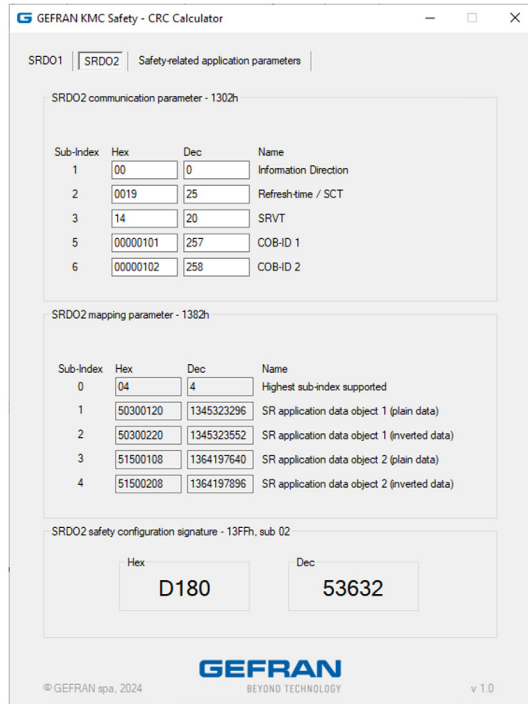 GEFRAN KMC Safety - CRC Calculator
SRDO1 SRDO2 Safety-related application parameters
SRDO2 communication parameter - 1302h
Sub-Index Hex Dec Name
1 00 0 Information Direction
2 0019 25 Refresh-time / SCT
3 14 20 SRVT
5 00000101 257 COB-ID 1
6 00000102 258 COB-ID 2
SRDO2 mapping parameter - 1382h
Sub-Index Hex Dec Name
0 04 4 Highest sub-index supported
1 50300120 1345323296 SR application data object 1 (plain data)
2 50300220 1345323552 SR application data object 1 (inverted data)
3 51500108 1364197640 SR application data object 2 (plain data)
4 51500208 1364197896 SR application data object 2 (inverted data)
SRDO2 safety configuration signature - 13FFh, sub 02
Hex Dec
D180 53632
GEFRAN
© GEFRAN spa, 2024 BEYOND TECHNOLOGY v 1.0